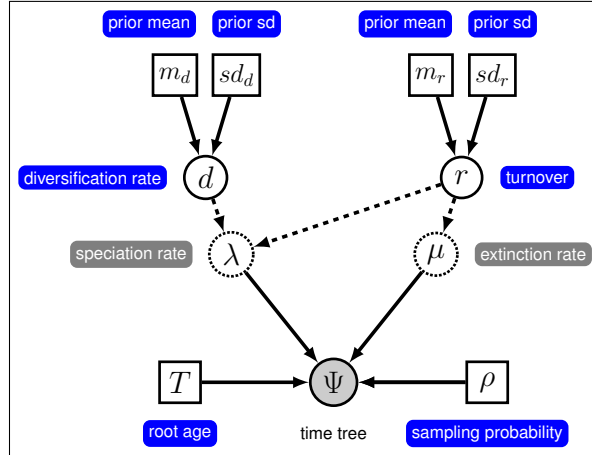 prior mean prior sd prior mean prior sd
m_d sd_d m_r sd_r
diversification rate d r turnover
speciation rate λ μ extinction rate
T Ψ ρ
root age time tree sampling probability